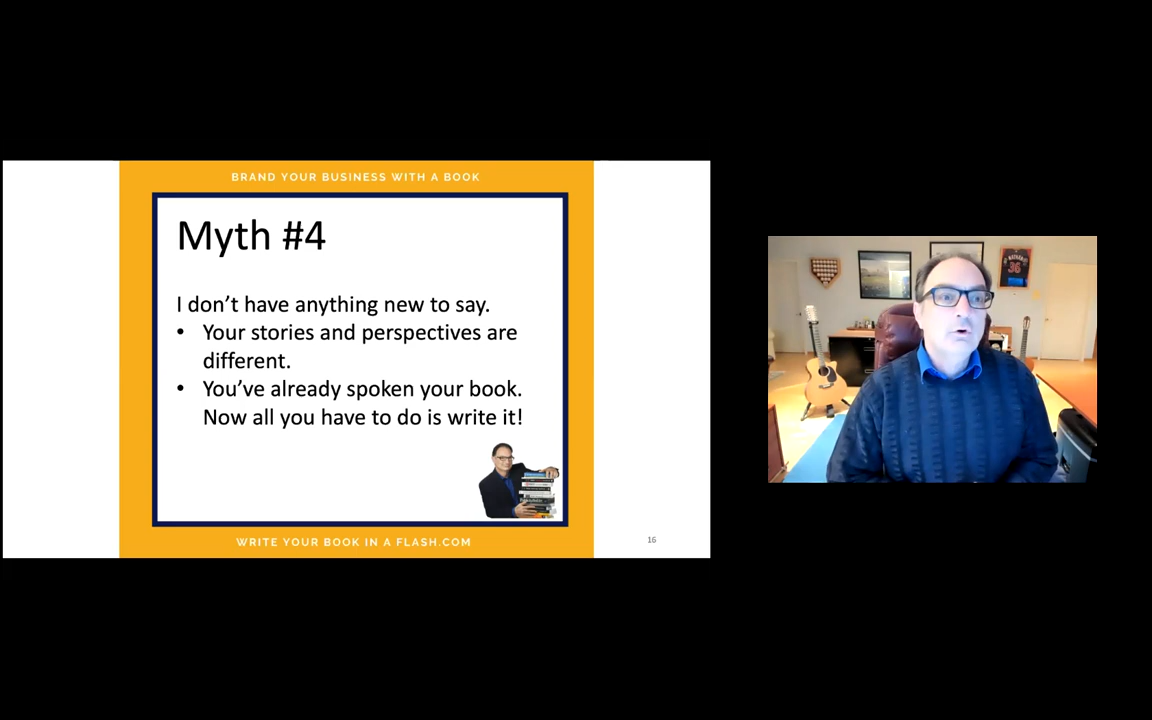 BRAND YOUR BUSINESS WITH A BOOK
Myth #4
I don’t have anything new to say.
• Your stories and perspectives are
different.
• You’ve already spoken your book.
Now all you have to do is write it!
WRITE YOUR BOOK IN A FLASH.COM
16
36